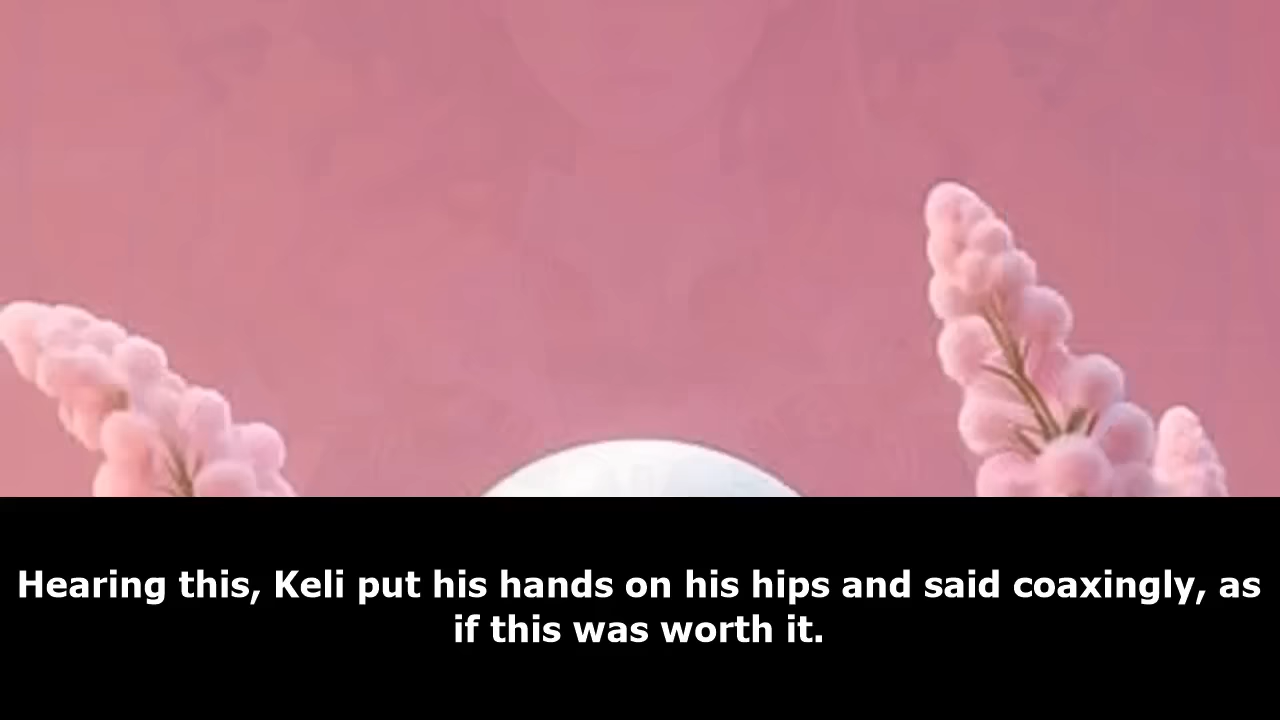 Hearing this, Keli put his hands on his hips and said coaxingly, as
if this was worth it.